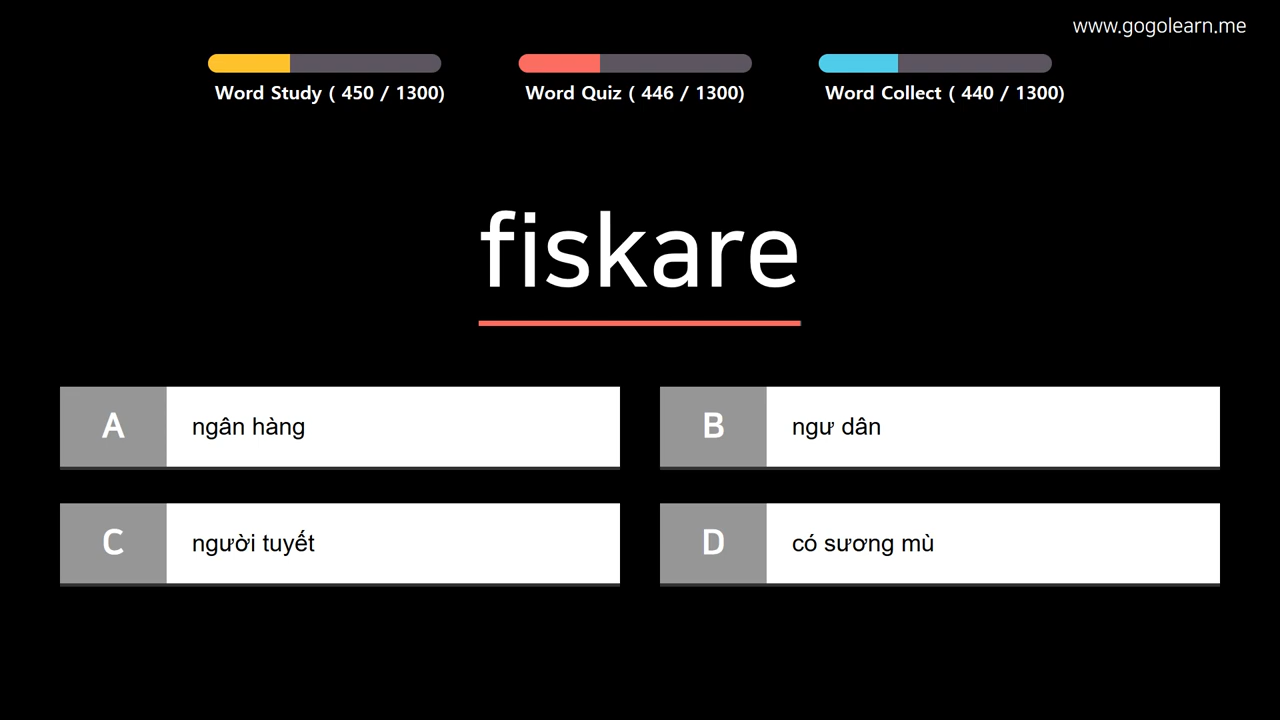 www.gogolearn.me
Word Study ( 450 / 1300)
Word Quiz ( 446 / 1300)
Word Collect ( 440 / 1300)
fiskare
A ngân hàng
B ngư dân
C người tuyết
D có sương mù